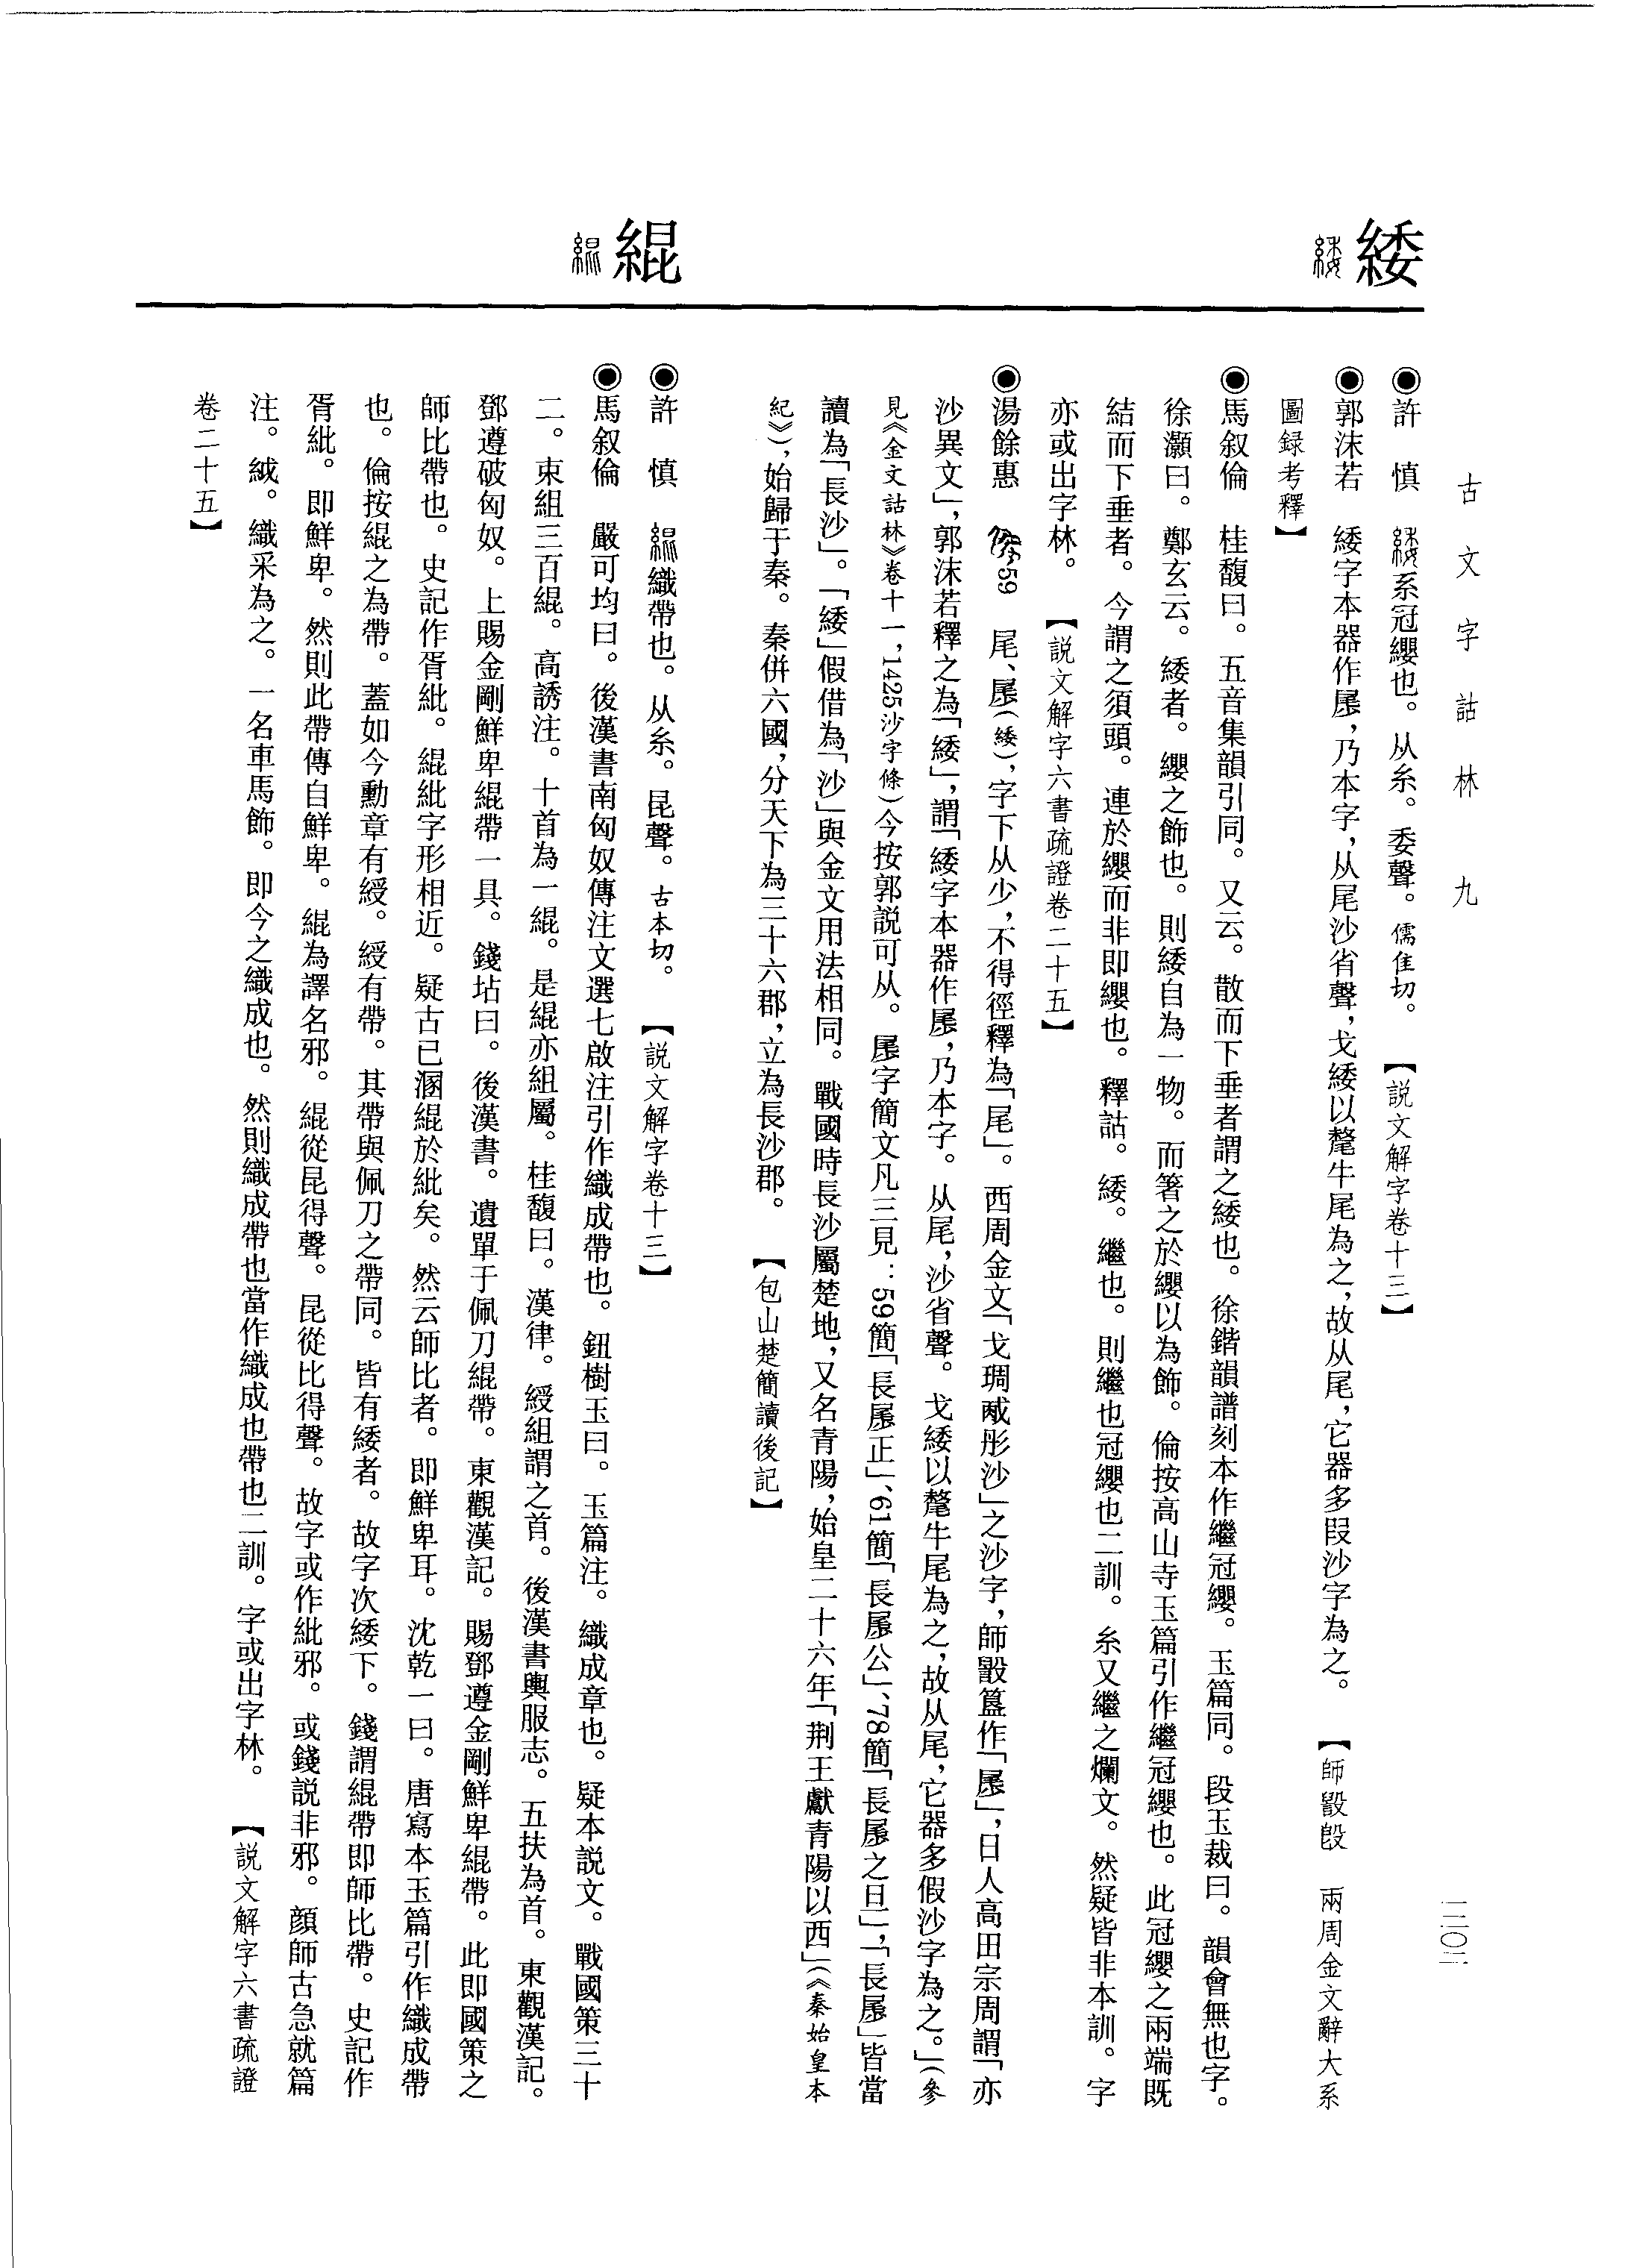 古文字詁林 九
一二〇二
緌
◉許 慎 系冠纓也。从糸。委聲。儒隹切。 【說文解字卷十三】
◉郭沫若 緌字本器作𡲾,乃本字,从尾沙省聲,戈緌以氂牛尾為之,故从尾,它器多叚沙字為之。 【師𣪘𣪘 兩周金文辭大系
圖録考釋】
◉馬叙倫 桂馥曰。五音集韻引同。又云。散而下垂者謂之緌也。徐鍇韻譜刻本作繼冠纓。玉篇同。段玉裁曰。韻會無也字。
徐灝曰。鄭玄云。緌者。纓之飾也。則緌自為一物。而箸之於纓以為飾。倫按高山寺玉篇引作繼冠纓也。此冠纓之兩端既
結而下垂者。今謂之須頭。連於纓而非即纓也。釋詁。緌。繼也。則繼也冠纓也二訓。糸又繼之爛文。然疑皆非本訓。字
亦或出字林。 【説文解字六書疏證卷二十五】
◉湯餘惠 59 尾、(緌),字下从少,不得徑釋為「尾」。西周金文「戈琱㦿彤沙」之沙字,師㲃簋作「」,日人高田宗周謂「亦
沙異文」,郭沫若釋之為「緌」,謂「緌字本器作,乃本字。从尾,沙省聲。戈緌以氂牛尾為之,故从尾,它器多假沙字為之。」(參
見《金文詁林》卷十一,1425沙字條)今按郭説可从。字簡文凡三見:59簡「長正」、61簡「長公」、78簡「長之旦」,「長」皆當
讀為「長沙」。「緌」假借為「沙」與金文用法相同。戰國時長沙屬楚地,又名青陽,始皇二十六年「荆王獻青陽以西」(《秦始皇本
紀》),始歸于秦。秦併六國,分天下為三十六郡,立為長沙郡。 【包山楚簡讀後記】
緄
◉許 慎 織帶也。从糸。昆聲。古本切。 【説文解字卷十三】
◉馬叙倫 嚴可均曰。後漢書南匈奴傳注文選七啟注引作織成帶也。鈕樹玉曰。玉篇注。織成章也。疑本説文。戰國策三十
二。束組三百緄。高誘注。十首為一緄。是緄亦組屬。桂馥曰。漢律。綬組謂之首。後漢書輿服志。五扶為首。東觀漢記。
鄧遵破匈奴。上賜金剛鮮卑緄帶一具。錢坫曰。後漢書。遺單于佩刀緄帶。東觀漢記。賜鄧遵金剛鮮卑緄帶。此即國策之
師比帶也。史記作胥紕。緄紕字形相近。疑古已溷緄於紕矣。然云師比者。即鮮卑耳。沈乾一曰。唐寫本玉篇引作織成帶
也。倫按緄之為帶。蓋如今勳章有綬。綬有帶。其帶與佩刀之帶同。皆有緌者。故字次緌下。錢謂緄帶即師比帶。史記作
胥紕。即鮮卑。然則此帶傳自鮮卑。緄為譯名邪。緄從昆得聲。昆從比得聲。故字或作紕邪。或錢説非邪。顔師古急就篇
注。絾。織采為之。一名車馬飾。即今之織成也。然則織成帶也當作織成也帶也二訓。字或出字林。 【説文解字六書疏證
卷二十五】